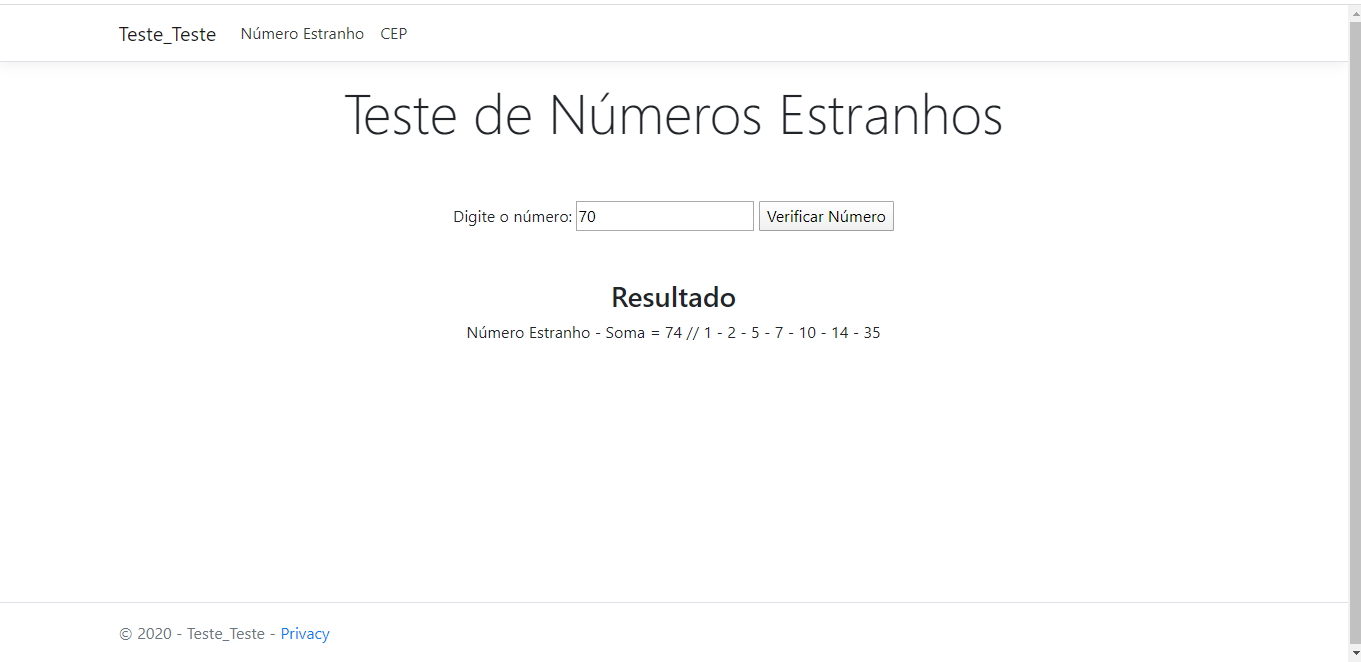 Teste_Teste Número Estranho CEP
Teste de Números Estranhos
Digite o número: 70 Verificar Número
Resultado
Número Estranho - Soma = 74 // 1 - 2 - 5 - 7 - 10 - 14 - 35
© 2020 - Teste_Teste - Privacy